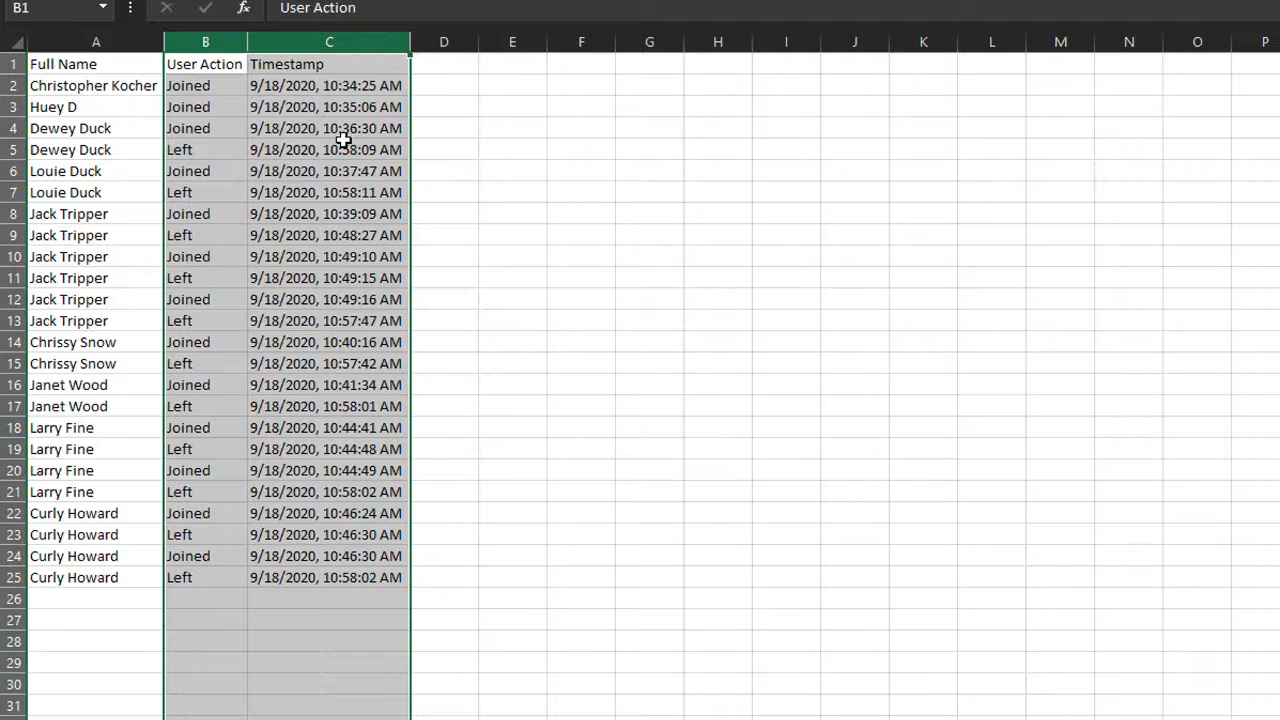 B1 fx User Action
A B C D E F G H I J K L M N O P
1 Full Name User Action Timestamp
2 Christopher Kocher Joined 9/18/2020, 10:34:25 AM
3 Huey D Joined 9/18/2020, 10:35:06 AM
4 Dewey Duck Joined 9/18/2020, 10:36:30 AM
5 Dewey Duck Left 9/18/2020, 10:58:09 AM
6 Louie Duck Joined 9/18/2020, 10:37:47 AM
7 Louie Duck Left 9/18/2020, 10:58:11 AM
8 Jack Tripper Joined 9/18/2020, 10:39:09 AM
9 Jack Tripper Left 9/18/2020, 10:48:27 AM
10 Jack Tripper Joined 9/18/2020, 10:49:10 AM
11 Jack Tripper Left 9/18/2020, 10:49:15 AM
12 Jack Tripper Joined 9/18/2020, 10:49:16 AM
13 Jack Tripper Left 9/18/2020, 10:57:47 AM
14 Chrissy Snow Joined 9/18/2020, 10:40:16 AM
15 Chrissy Snow Left 9/18/2020, 10:57:42 AM
16 Janet Wood Joined 9/18/2020, 10:41:34 AM
17 Janet Wood Left 9/18/2020, 10:58:01 AM
18 Larry Fine Joined 9/18/2020, 10:44:41 AM
19 Larry Fine Left 9/18/2020, 10:44:48 AM
20 Larry Fine Joined 9/18/2020, 10:44:49 AM
21 Larry Fine Left 9/18/2020, 10:58:02 AM
22 Curly Howard Joined 9/18/2020, 10:46:24 AM
23 Curly Howard Left 9/18/2020, 10:46:30 AM
24 Curly Howard Joined 9/18/2020, 10:46:30 AM
25 Curly Howard Left 9/18/2020, 10:58:02 AM
26
27
28
29
30
31